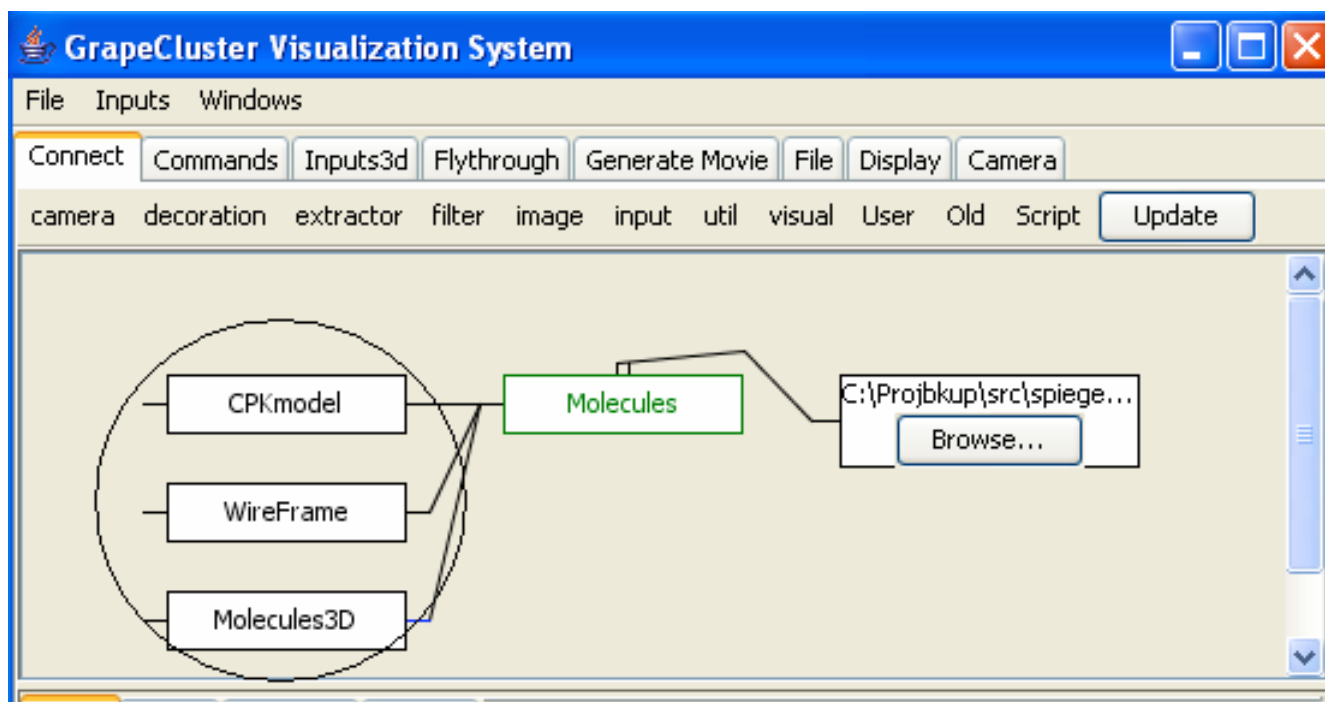 GrapeCluster Visualization System
File Inputs Windows
Connect Commands Inputs3d Flythrough Generate Movie File Display Camera
camera decoration extractor filter image input util visual User Old Script Update
CPKmodel Molecules C:\Projbkup\src\spiege...
Browse...
WireFrame
Molecules3D